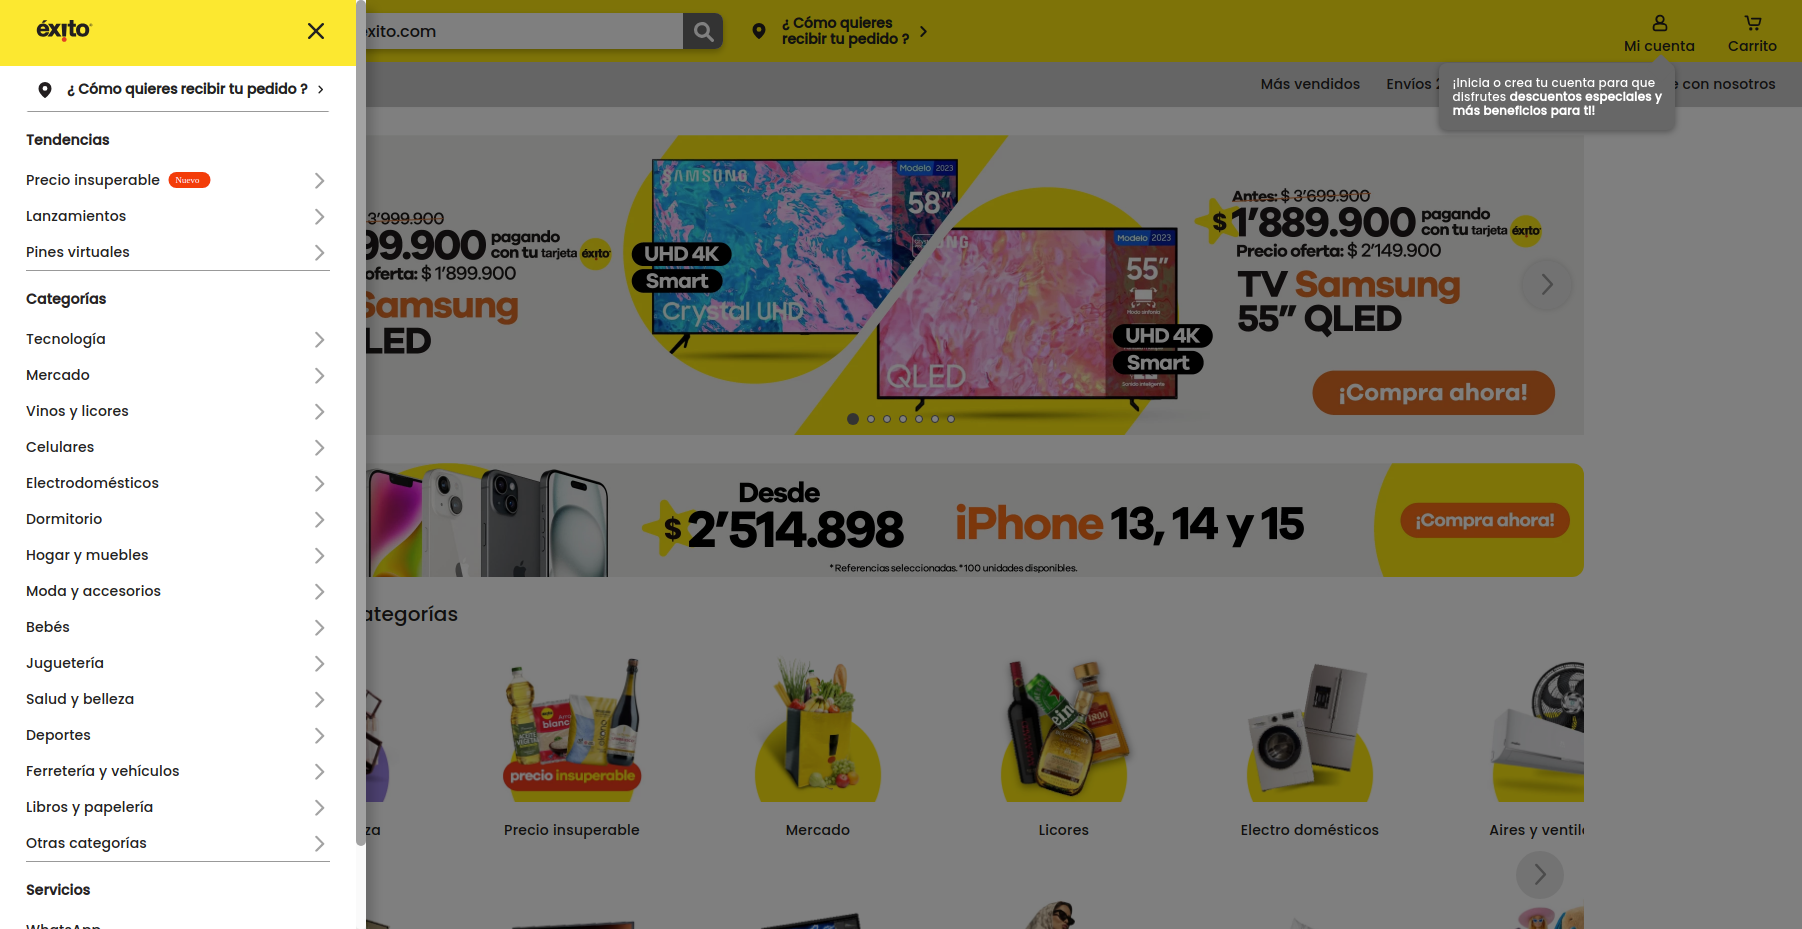 éxito
¿ Cómo quieres recibir tu pedido ?
Tendencias
Precio insuperable Nuevo
Lanzamientos
Pines virtuales
Categorías
Tecnología
Mercado
Vinos y licores
Celulares
Electrodomésticos
Dormitorio
Hogar y muebles
Moda y accesorios
Bebés
Juguetería
Salud y belleza
Deportes
Ferretería y vehículos
Libros y papelería
Otras categorías
Servicios
WhatsApp
xito.com
¿ Cómo quieres
recibir tu pedido ?
Mi cuenta
Carrito
Más vendidos
Envíos
con nosotros
¡Inicia o crea tu cuenta para que
disfrutes descuentos especiales y
más beneficios para ti!
3'999.900
99.900 pagando
con tu tarjeta éxito
oferta: $ 1'899.900
Samsung
LED
SAMSUNG
Modelo 2023
58"
UHD 4K
Smart
Crystal UHD
Modelo 2023
55"
UHD 4K
Smart
QLED
Antes: $ 3'699.900
$ 1'889.900 pagando
con tu tarjeta éxito
Precio oferta: $ 2'149.900
TV Samsung
55" QLED
¡Compra ahora!
Desde
$ 2'514.898
iPhone 13, 14 y 15
*Referencias seleccionadas. *100 unidades disponibles.
¡Compra ahora!
ategorías
precio insuperable
za
Precio insuperable
Mercado
Licores
Electro domésticos
Aires y ventil